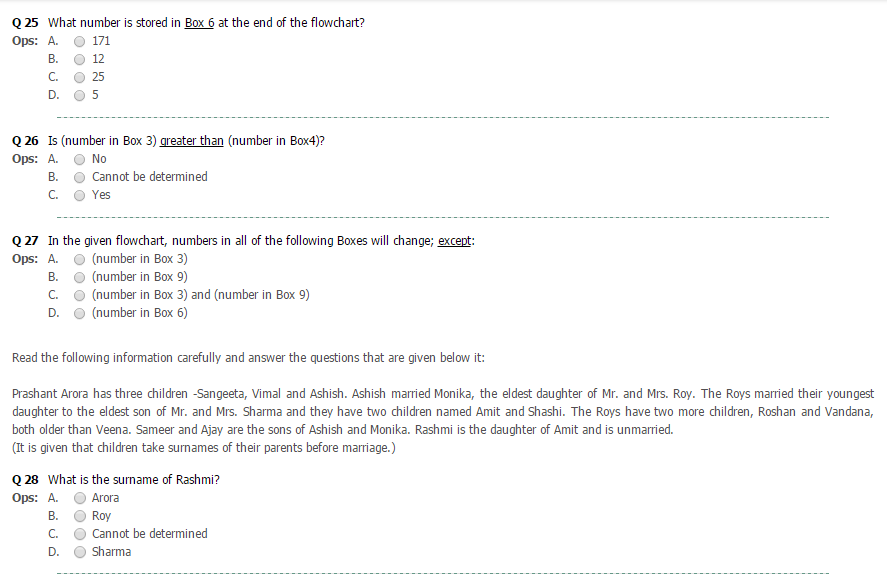 Q 25 What number is stored in Box 6 at the end of the flowchart?
Ops: A. 171
B. 12
C. 25
D. 5
Q 26 Is (number in Box 3) greater than (number in Box4)?
Ops: A. No
B. Cannot be determined
C. Yes
Q 27 In the given flowchart, numbers in all of the following Boxes will change; except:
Ops: A. (number in Box 3)
B. (number in Box 9)
C. (number in Box 3) and (number in Box 9)
D. (number in Box 6)
Read the following information carefully and answer the questions that are given below it:
Prashant Arora has three children -Sangeeta, Vimal and Ashish. Ashish married Monika, the eldest daughter of Mr. and Mrs. Roy. The Roys married their youngest
daughter to the eldest son of Mr. and Mrs. Sharma and they have two children named Amit and Shashi. The Roys have two more children, Roshan and Vandana,
both older than Veena. Sameer and Ajay are the sons of Ashish and Monika. Rashmi is the daughter of Amit and is unmarried.
(It is given that children take surnames of their parents before marriage.)
Q 28 What is the surname of Rashmi?
Ops: A. Arora
B. Roy
C. Cannot be determined
D. Sharma